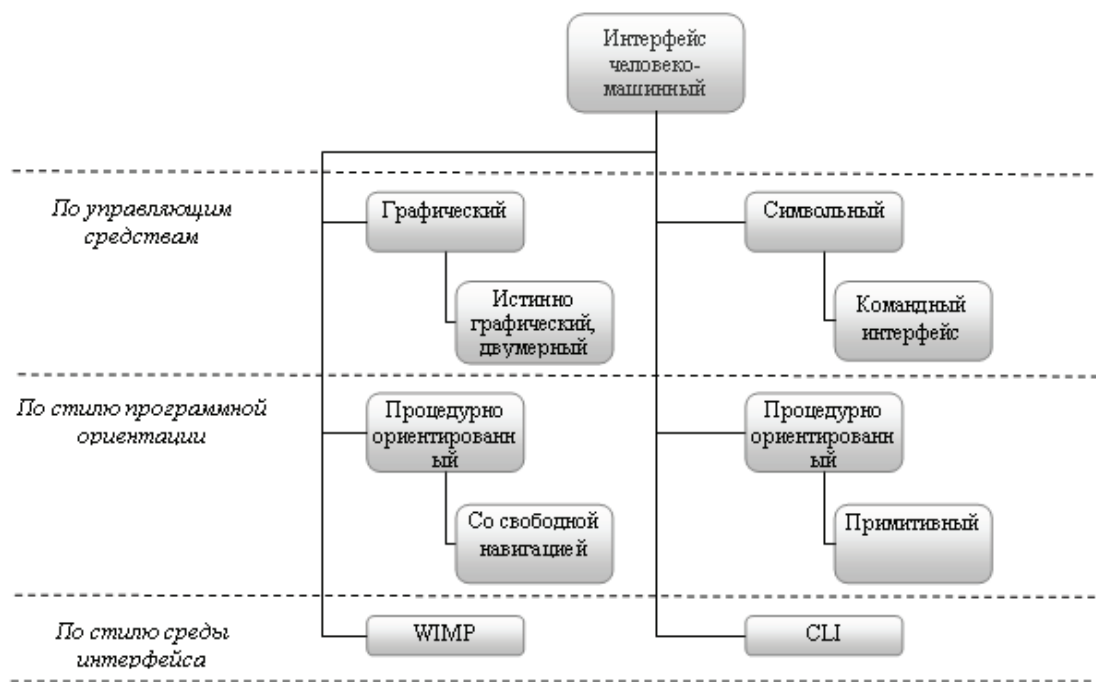 Интерфейс
человеко-
машинный
По управляющим
средствам
Графический
Символьный
Истинно
графический,
двумерный
Командный
интерфейс
По стилю программной
ориентации
Процедурно
ориентированн
ый
Процедурно
ориентированн
ый
Со свободной
навигацией
Примитивный
По стилю среды
интерфейса
WIMP
CLI